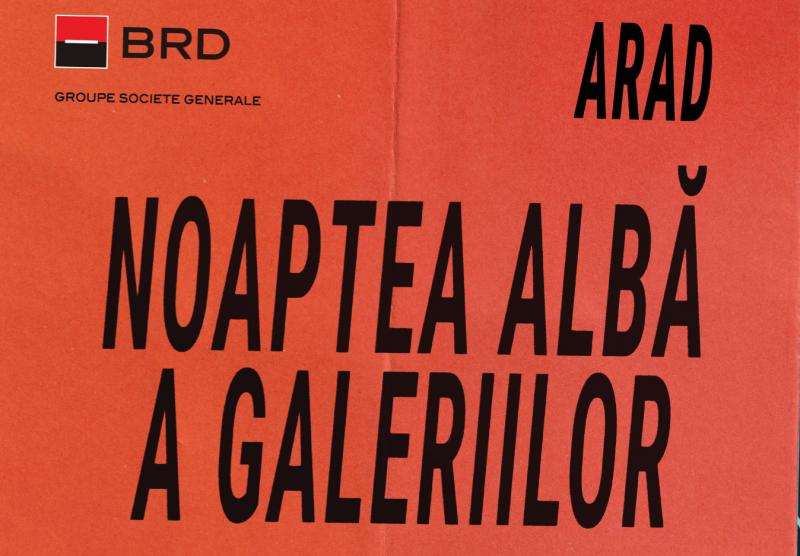 BRD
GROUPE SOCIETE GENERALE
ARAD
NOAPTEA ALBĂ
A GALERIILOR